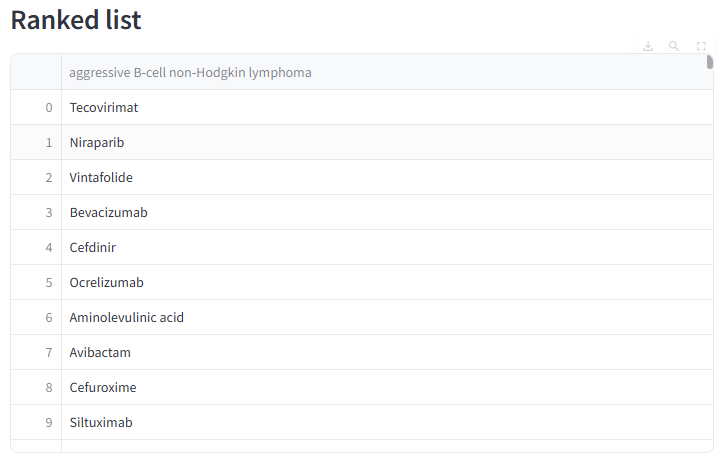 Ranked list
aggressive B-cell non-Hodgkin lymphoma
0 Tecovirimat
1 Niraparib
2 Vintafolide
3 Bevacizumab
4 Cefdinir
5 Ocrelizumab
6 Aminolevulinic acid
7 Avibactam
8 Cefuroxime
9 Siltuximab